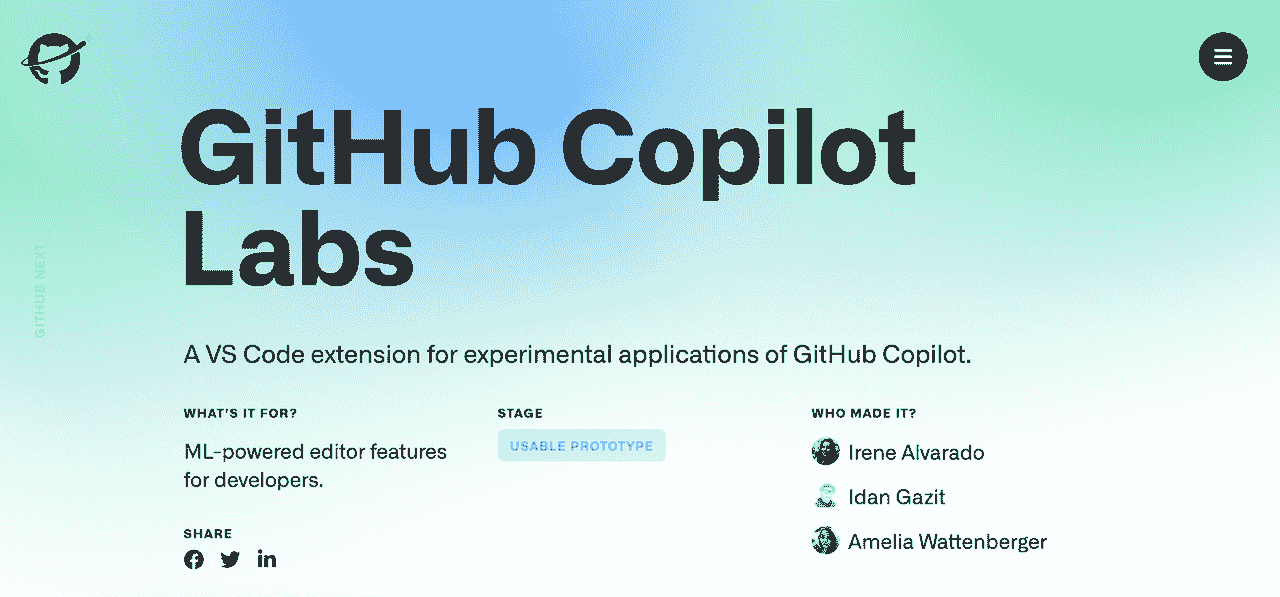 GitHub Copilot
Labs
GITHUB NEXT
A VS Code extension for experimental applications of GitHub Copilot.
WHAT'S IT FOR?
ML-powered editor features
for developers.
SHARE
STAGE
USABLE PROTOTYPE
WHO MADE IT?
Irene Alvarado
Idan Gazit
Amelia Wattenberger